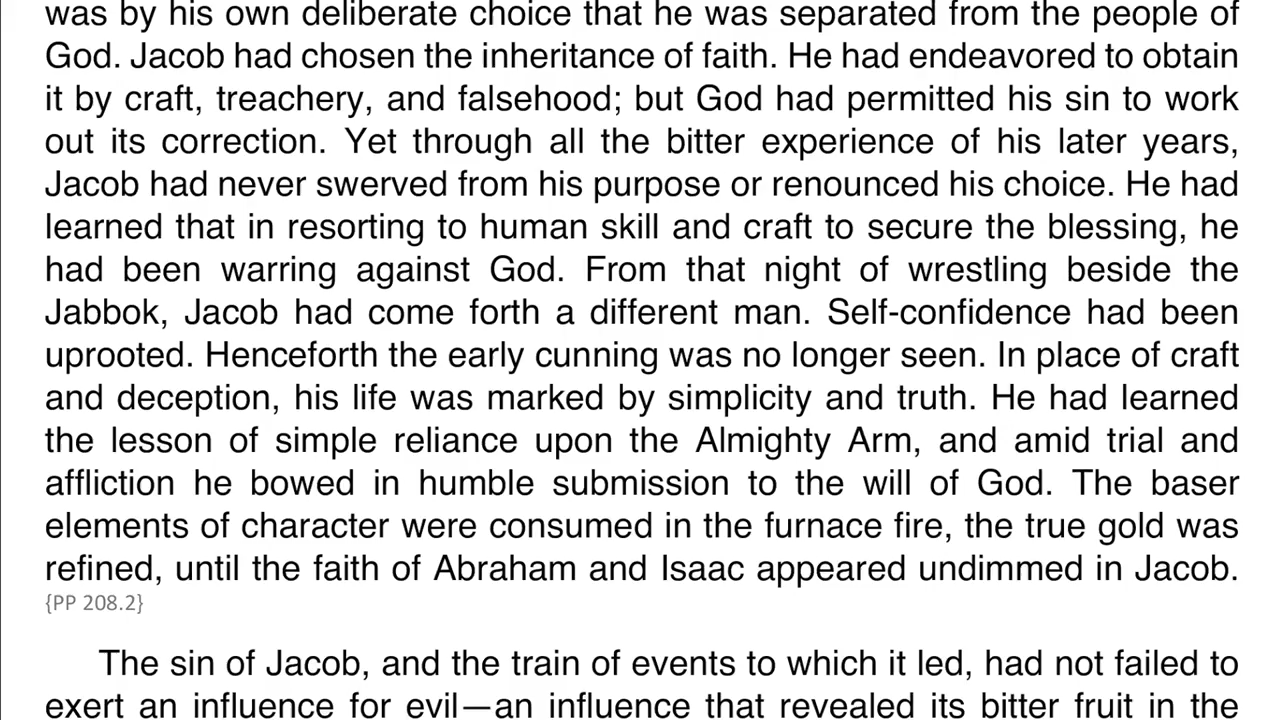 was by his own deliberate choice that he was separated from the people of
God. Jacob had chosen the inheritance of faith. He had endeavored to obtain
it by craft, treachery, and falsehood; but God had permitted his sin to work
out its correction. Yet through all the bitter experience of his later years,
Jacob had never swerved from his purpose or renounced his choice. He had
learned that in resorting to human skill and craft to secure the blessing, he
had been warring against God. From that night of wrestling beside the
Jabbok, Jacob had come forth a different man. Self-confidence had been
uprooted. Henceforth the early cunning was no longer seen. In place of craft
and deception, his life was marked by simplicity and truth. He had learned
the lesson of simple reliance upon the Almighty Arm, and amid trial and
affliction he bowed in humble submission to the will of God. The baser
elements of character were consumed in the furnace fire, the true gold was
refined, until the faith of Abraham and Isaac appeared undimmed in Jacob.
{PP 208.2}
The sin of Jacob, and the train of events to which it led, had not failed to
exert an influence for evil—an influence that revealed its bitter fruit in the